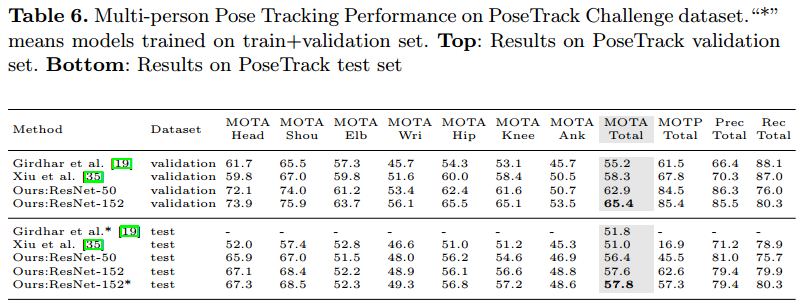 Table 6. Multi-person Pose Tracking Performance on PoseTrack Challenge dataset.“*”
means models trained on train+validation set. Top: Results on PoseTrack validation
set. Bottom: Results on PoseTrack test set
Method Dataset MOTA Head MOTA Shou MOTA Elb MOTA Wri MOTA Hip MOTA Knee MOTA Ank MOTA Total MOTP Total Prec Total Rec Total
Girdhar et al. [19] validation 61.7 65.5 57.3 45.7 54.3 53.1 45.7 55.2 61.5 66.4 88.1
Xiu et al. [35] validation 59.8 67.0 59.8 51.6 60.0 58.4 50.5 58.3 67.8 70.3 87.0
Ours:ResNet-50 validation 72.1 74.0 61.2 53.4 62.4 61.6 50.7 62.9 84.5 86.3 76.0
Ours:ResNet-152 validation 73.9 75.9 63.7 56.1 65.5 65.1 53.5 65.4 85.4 85.5 80.3
Girdhar et al.* [19] test - - - - - - - 51.8 - - -
Xiu et al. [35] test 52.0 57.4 52.8 46.6 51.0 51.2 45.3 51.0 16.9 71.2 78.9
Ours:ResNet-50 test 65.9 67.0 51.5 48.0 56.2 54.6 46.9 56.4 45.5 81.0 75.7
Ours:ResNet-152 test 67.1 68.4 52.2 48.9 56.1 56.6 48.8 57.6 62.6 79.4 79.9
Ours:ResNet-152* test 67.3 68.5 52.3 49.3 56.8 57.2 48.6 57.8 57.3 79.4 80.3